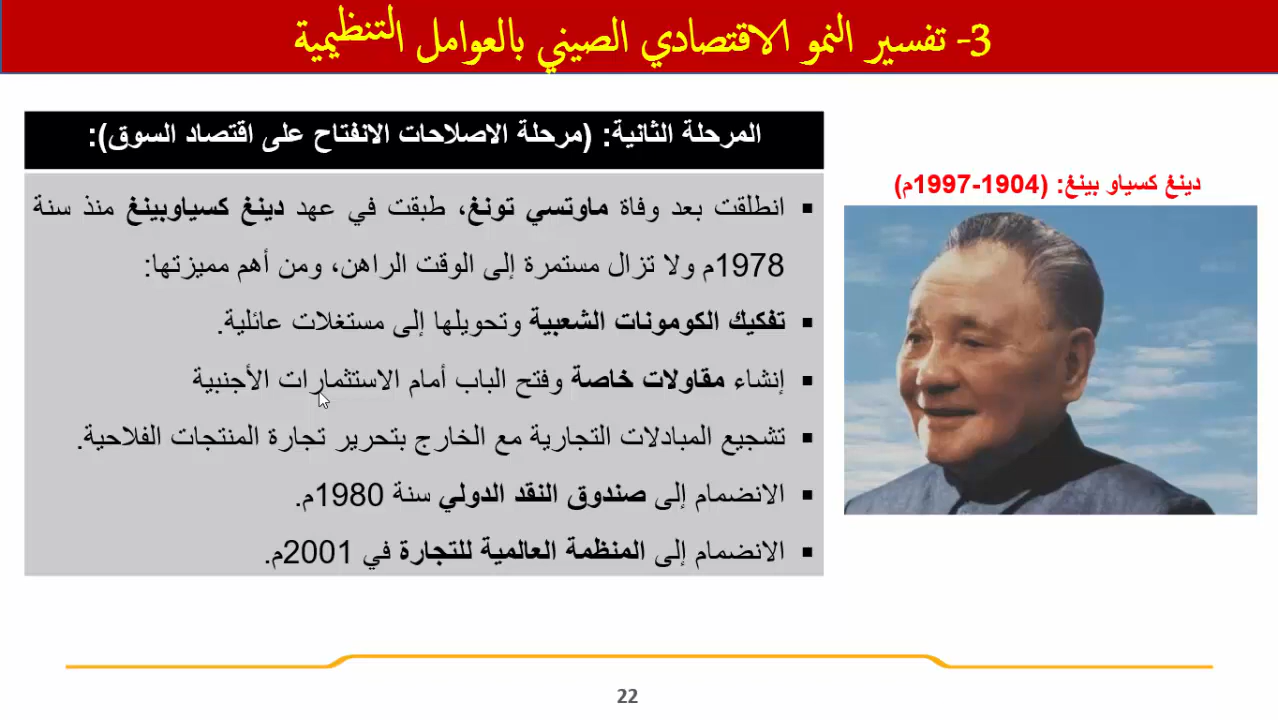 3- تفسير النمو الاقتصادي الصيني بالعوامل التنظيمية
المرحلة الثانية: (مرحلة الاصلاحات الانفتاح على اقتصاد السوق):
دينغ كسياو بينغ: (1904-1997م)
▪ انطلقت بعد وفاة ماوتسي تونغ، طبقت في عهد دينغ كسياوبينغ منذ سنة
1978م ولا تزال مستمرة إلى الوقت الراهن، ومن أهم مميزتها:
▪ تفكيك الكومونات الشعبية وتحويلها إلى مستغلات عائلية.
▪ إنشاء مقاولات خاصة وفتح الباب أمام الاستثمارات الأجنبية
▪ تشجيع المبادلات التجارية مع الخارج بتحرير تجارة المنتجات الفلاحية.
▪ الانضمام إلى صندوق النقد الدولي سنة 1980م.
▪ الانضمام إلى المنظمة العالمية للتجارة في 2001م.
22